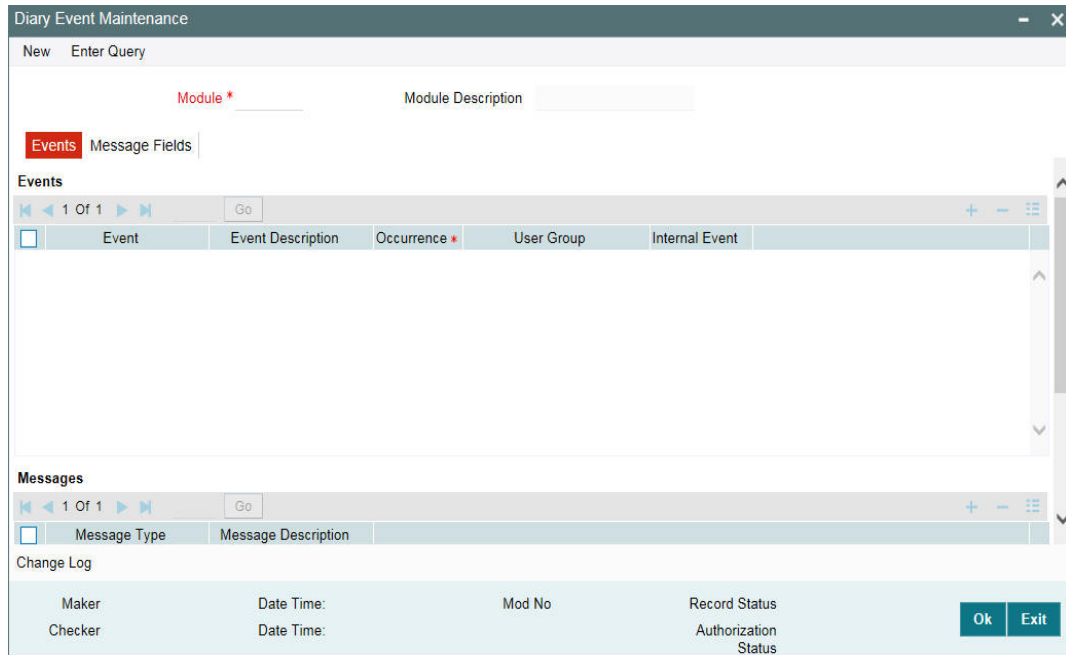 Diary Event Maintenance
New Enter Query
Module * Module Description
Events Message Fields
Events
1 Of 1 Go
Event Event Description Occurrence * User Group Internal Event
Messages
1 Of 1 Go
Message Type Message Description
Change Log
Maker Date Time: Mod No Record Status
Checker Date Time: Authorization Status
Ok Exit